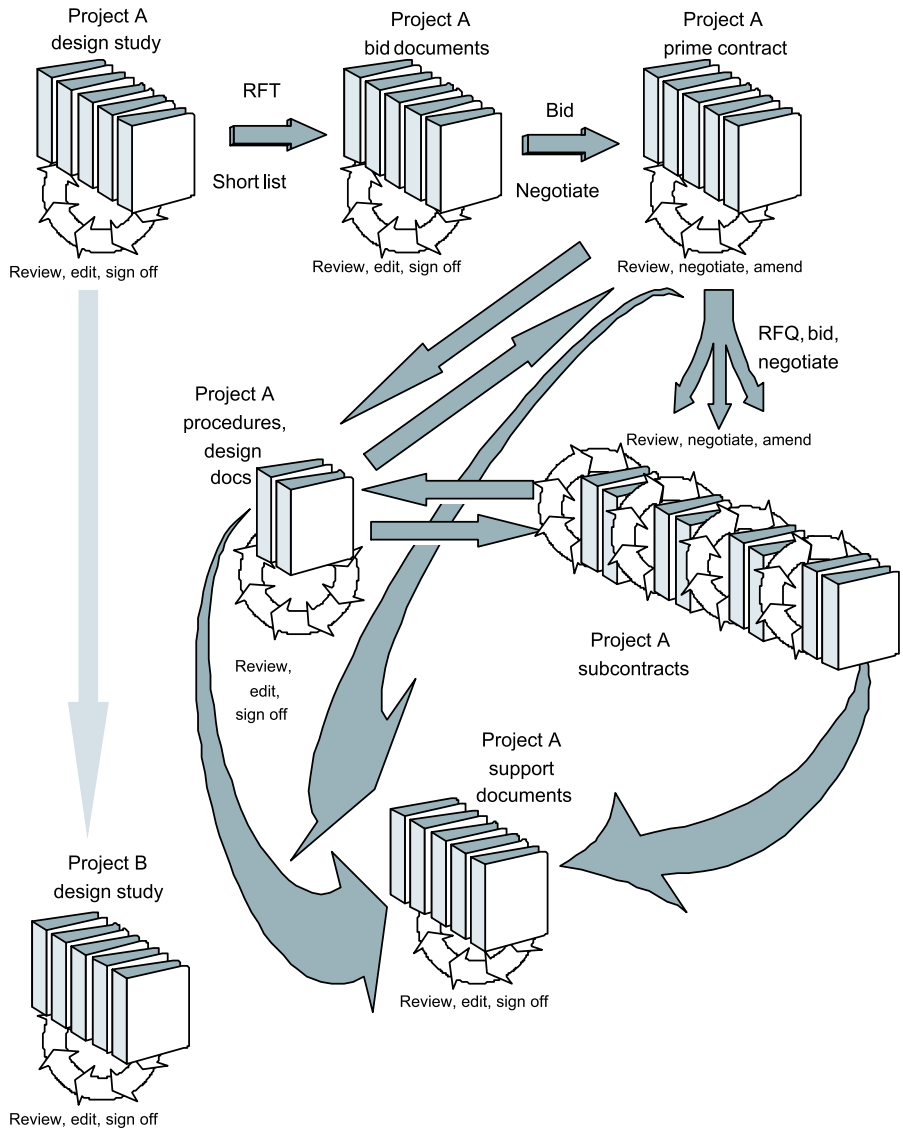 Project A
design study
Project A
bid documents
Project A
prime contract
RFT
Short list
Bid
Negotiate
Review, edit, sign off
Review, edit, sign off
Review, negotiate, amend
RFQ, bid,
negotiate
Review, negotiate, amend
Project A
procedures,
design
docs
Review,
edit,
sign off
Project A
subcontracts
Project A
support
documents
Review, edit, sign off
Project B
design study
Review, edit, sign off